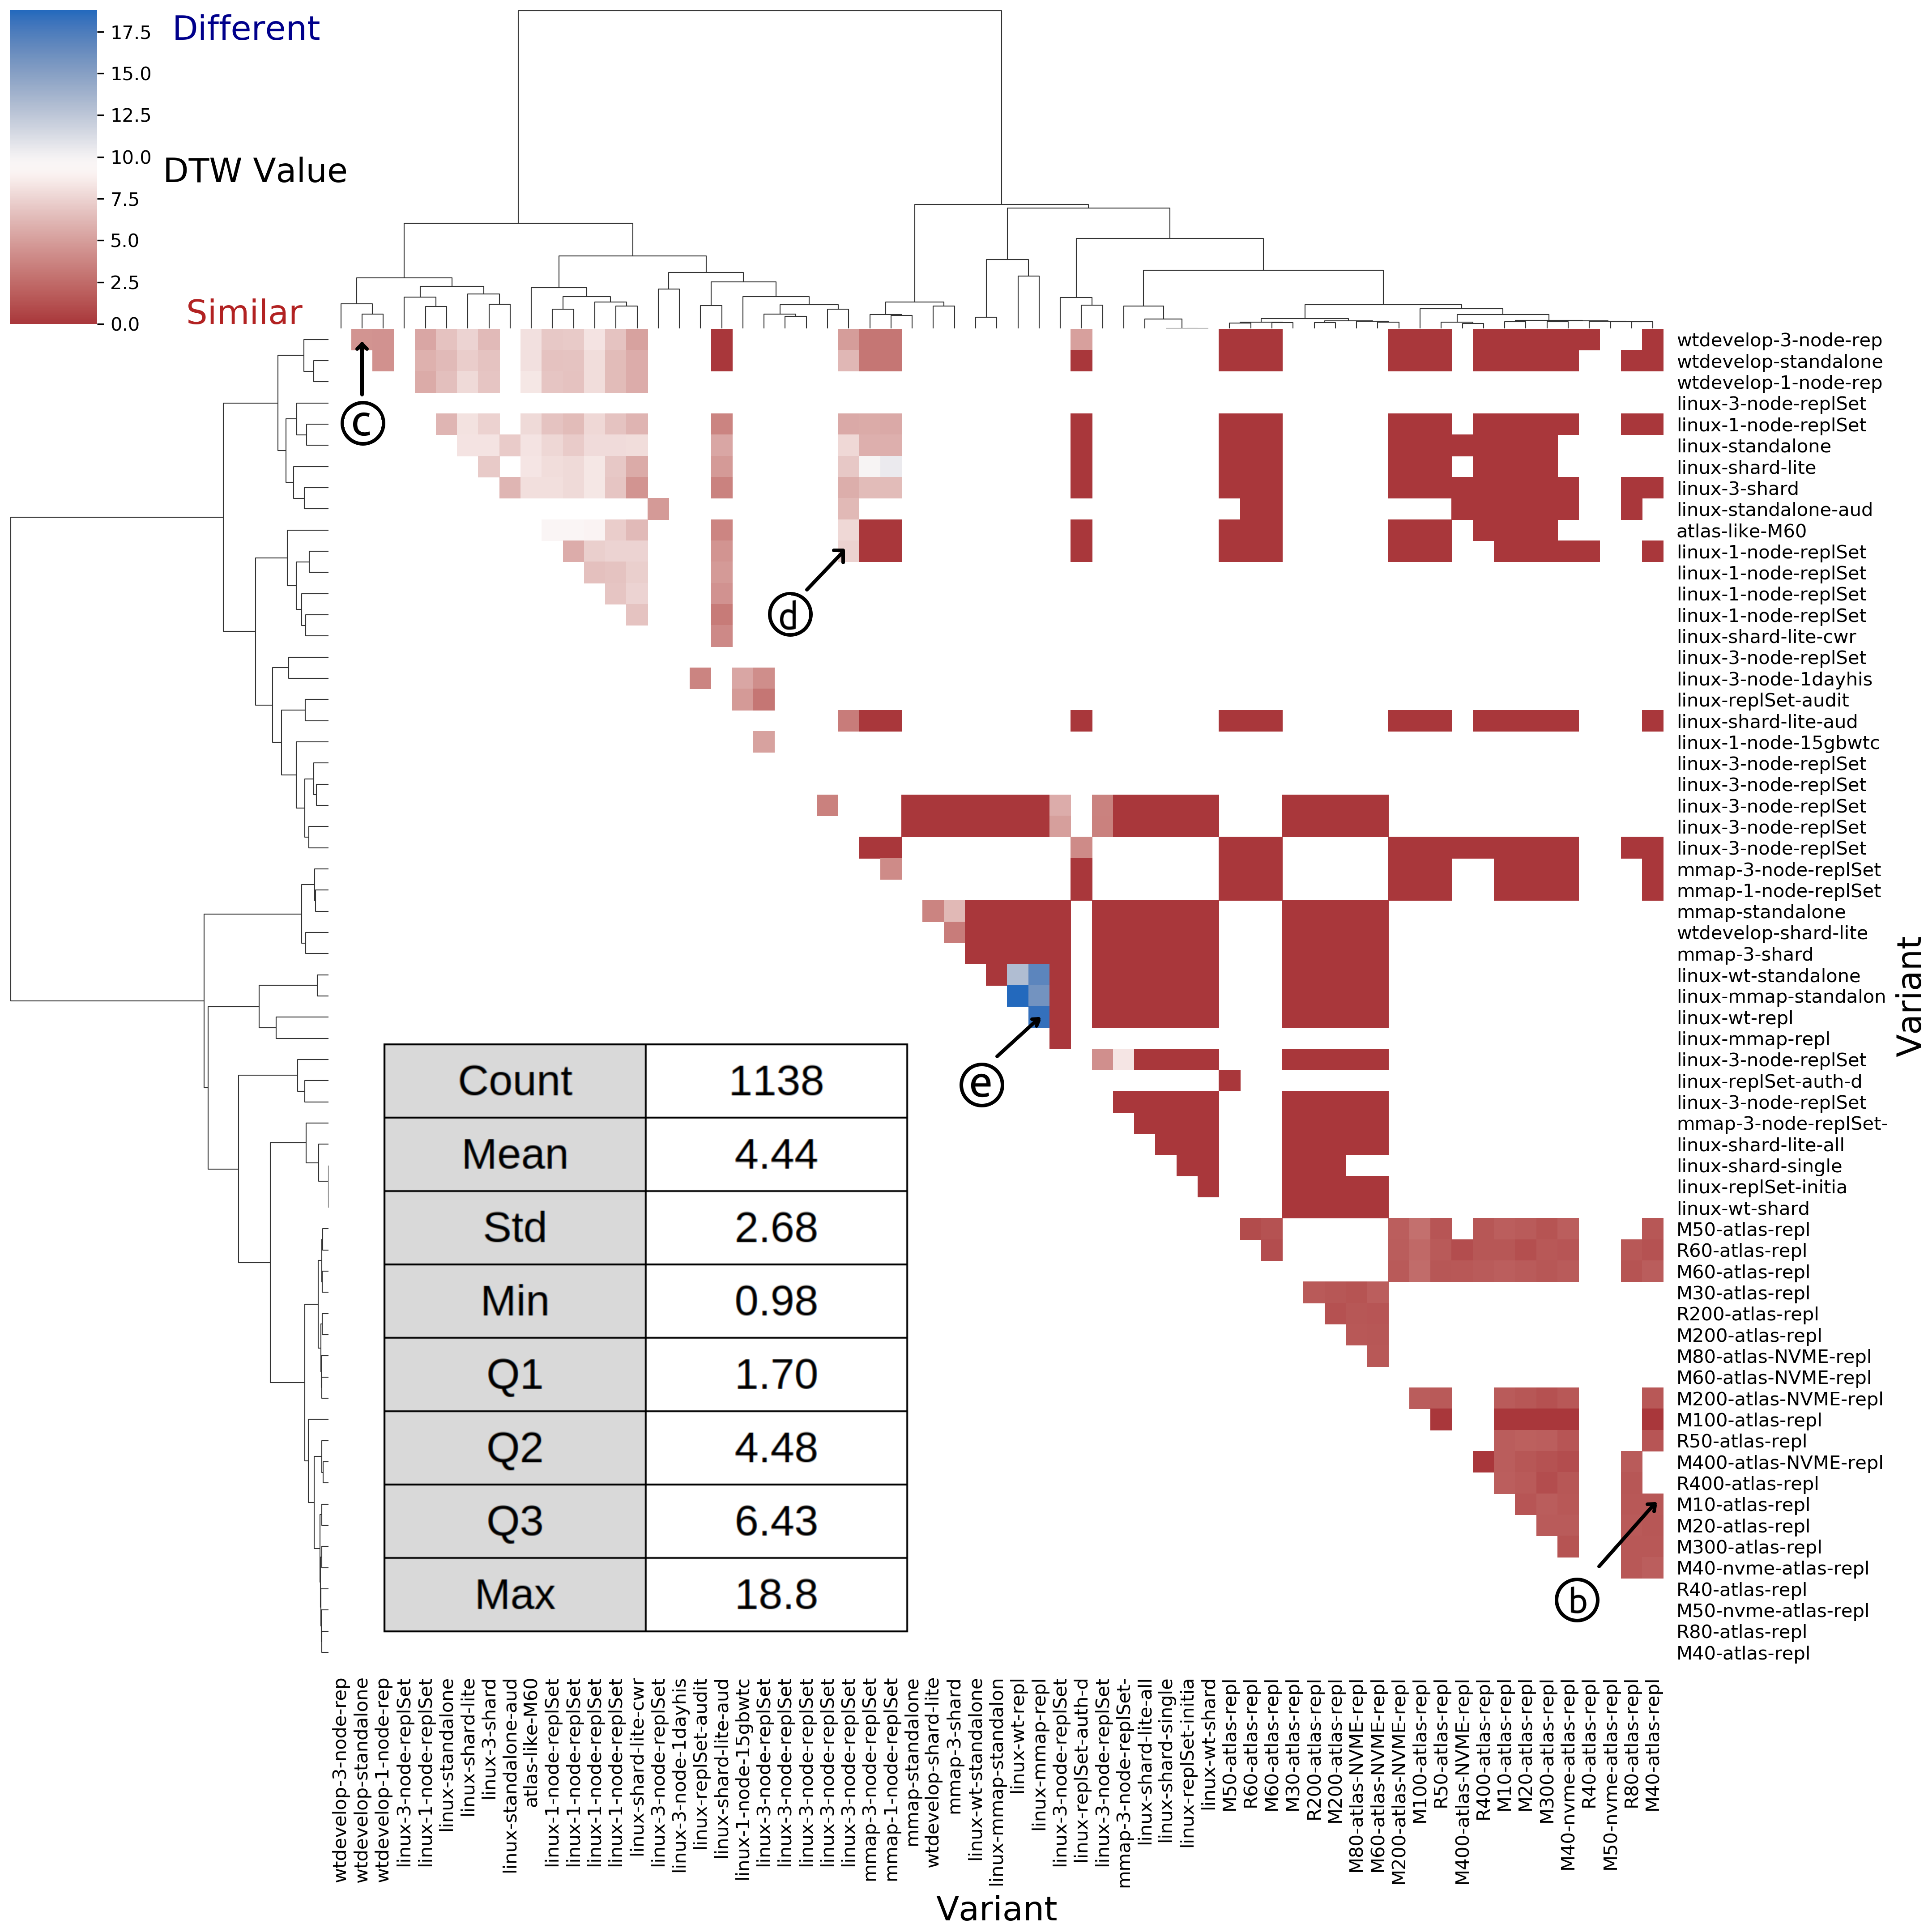 Different
17.5
15.0
12.5
10.0
DTW Value
7.5
5.0
2.5
Similar
0.0
wtdevelop-3-node-rep
wtdevelop-standalone
wtdevelop-1-node-rep
linux-3-node-replSet
linux-1-node-replSet
linux-standalone
linux-shard-lite
linux-3-shard
linux-standalone-aud
atlas-like-M60
linux-1-node-replSet
linux-1-node-replSet
linux-1-node-replSet
linux-1-node-replSet
linux-shard-lite-cwr
linux-3-node-replSet
linux-3-node-1dayhis
linux-replSet-audit
linux-shard-lite-aud
linux-1-node-15gbwtc
linux-3-node-replSet
linux-3-node-replSet
linux-3-node-replSet
linux-3-node-replSet
linux-3-node-replSet
mmap-3-node-replSet
mmap-1-node-replSet
mmap-standalone
wtdevelop-shard-lite
mmap-3-shard
linux-wt-standalone
linux-mmap-standalon
linux-wt-repl
linux-mmap-repl
linux-3-node-replSet
linux-replSet-auth-d
linux-3-node-replSet
mmap-3-node-replSet-
linux-shard-lite-all
linux-shard-single
linux-replSet-initia
linux-wt-shard
M50-atlas-repl
R60-atlas-repl
M60-atlas-repl
M30-atlas-repl
R200-atlas-repl
M200-atlas-repl
M80-atlas-NVME-repl
M60-atlas-NVME-repl
M200-atlas-NVME-repl
M100-atlas-repl
R50-atlas-repl
M400-atlas-NVME-repl
R400-atlas-repl
M10-atlas-repl
M20-atlas-repl
M300-atlas-repl
M40-nvme-atlas-repl
R40-atlas-repl
M50-nvme-atlas-repl
R80-atlas-repl
M40-atlas-repl
Variant
c
d
e
b
Count 1138
Mean 4.44
Std 2.68
Min 0.98
Q1 1.70
Q2 4.48
Q3 6.43
Max 18.8
wtdevelop-3-node-rep
wtdevelop-standalone
wtdevelop-1-node-rep
linux-3-node-replSet
linux-1-node-replSet
linux-standalone
linux-shard-lite
linux-3-shard
linux-standalone-aud
atlas-like-M60
linux-1-node-replSet
linux-1-node-replSet
linux-1-node-replSet
linux-1-node-replSet
linux-shard-lite-cwr
linux-3-node-replSet
linux-3-node-1dayhis
linux-replSet-audit
linux-shard-lite-aud
linux-1-node-15gbwtc
linux-3-node-replSet
linux-3-node-replSet
linux-3-node-replSet
linux-3-node-replSet
linux-3-node-replSet
mmap-3-node-replSet
mmap-1-node-replSet
mmap-standalone
wtdevelop-shard-lite
mmap-3-shard
linux-wt-standalone
linux-mmap-standalon
linux-wt-repl
linux-mmap-repl
linux-3-node-replSet
linux-replSet-auth-d
linux-3-node-replSet
mmap-3-node-replSet-
linux-shard-lite-all
linux-shard-single
linux-replSet-initia
linux-wt-shard
M50-atlas-repl
R60-atlas-repl
M60-atlas-repl
M30-atlas-repl
R200-atlas-repl
M200-atlas-repl
M80-atlas-NVME-repl
M60-atlas-NVME-repl
M200-atlas-NVME-repl
M100-atlas-repl
R50-atlas-repl
M400-atlas-NVME-repl
R400-atlas-repl
M10-atlas-repl
M20-atlas-repl
M300-atlas-repl
M40-nvme-atlas-repl
R40-atlas-repl
M50-nvme-atlas-repl
R80-atlas-repl
M40-atlas-repl
Variant